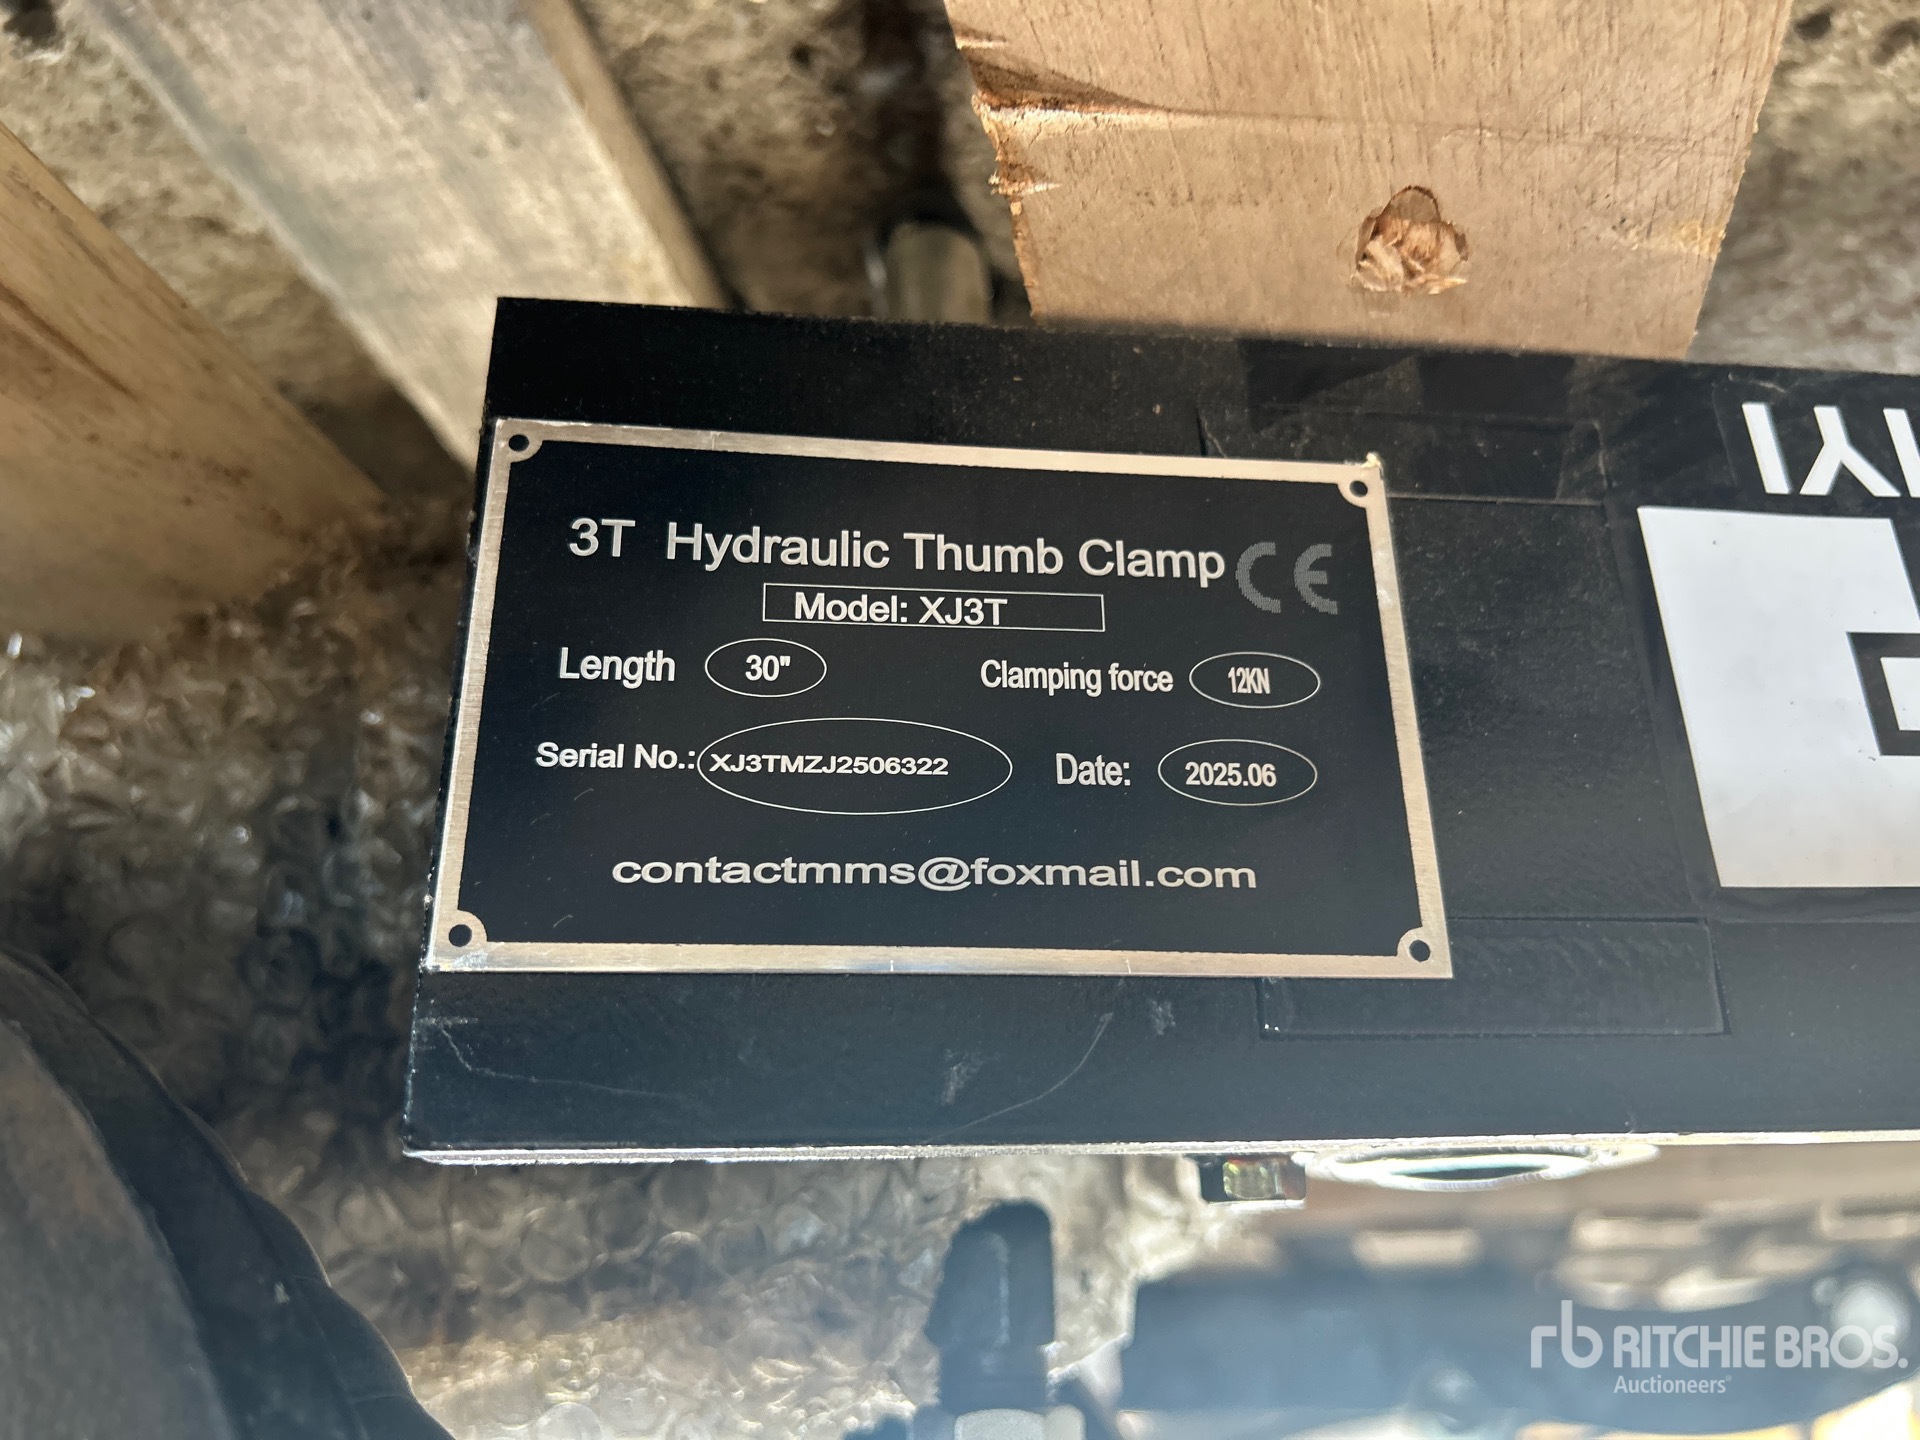 3T Hydraulic Thumb Clamp CE
Model: XJ3T
Length 30" Clamping force 12KN
Serial No.: XJ3TMZJ2506322 Date: 2025.06
contactmms@foxmail.com
rb RITCHIE BROS.
Auctioneers